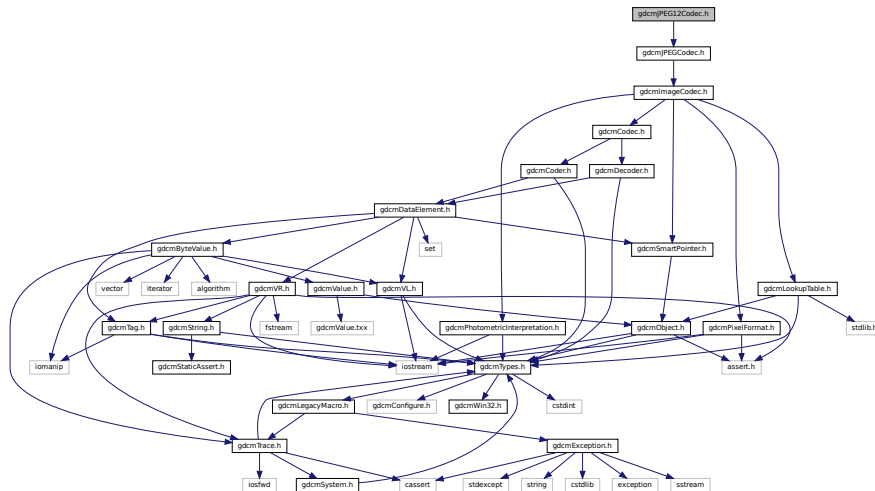 gdcmJPEG12Codec.h
gdcmJPEGCodec.h
gdcmImageCodec.h
gdcmCodec.h
gdcmCoder.h
gdcmDecoder.h
gdcmDataElement.h
gdcmByteValue.h
set
gdcmSmartPointer.h
vector
iterator
algorithm
gdcmVR.h
gdcmValue.h
gdcmVL.h
gdcmLookupTable.h
gdcmTag.h
gdcmString.h
fstream
gdcmValue.txx
gdcmPhotometricInterpretation.h
gdcmObject.h
gdcmPixelFormat.h
stdlib.h
iomanip
gdcmStaticAssert.h
iostream
gdcmTypes.h
assert.h
gdcmLegacyMacro.h
gdcmConfigure.h
gdcmWin32.h
cstdint
gdcmTrace.h
gdcmException.h
iosfwd
gdcmSystem.h
cassert
stdexcept
string
cstdlib
exception
sstream